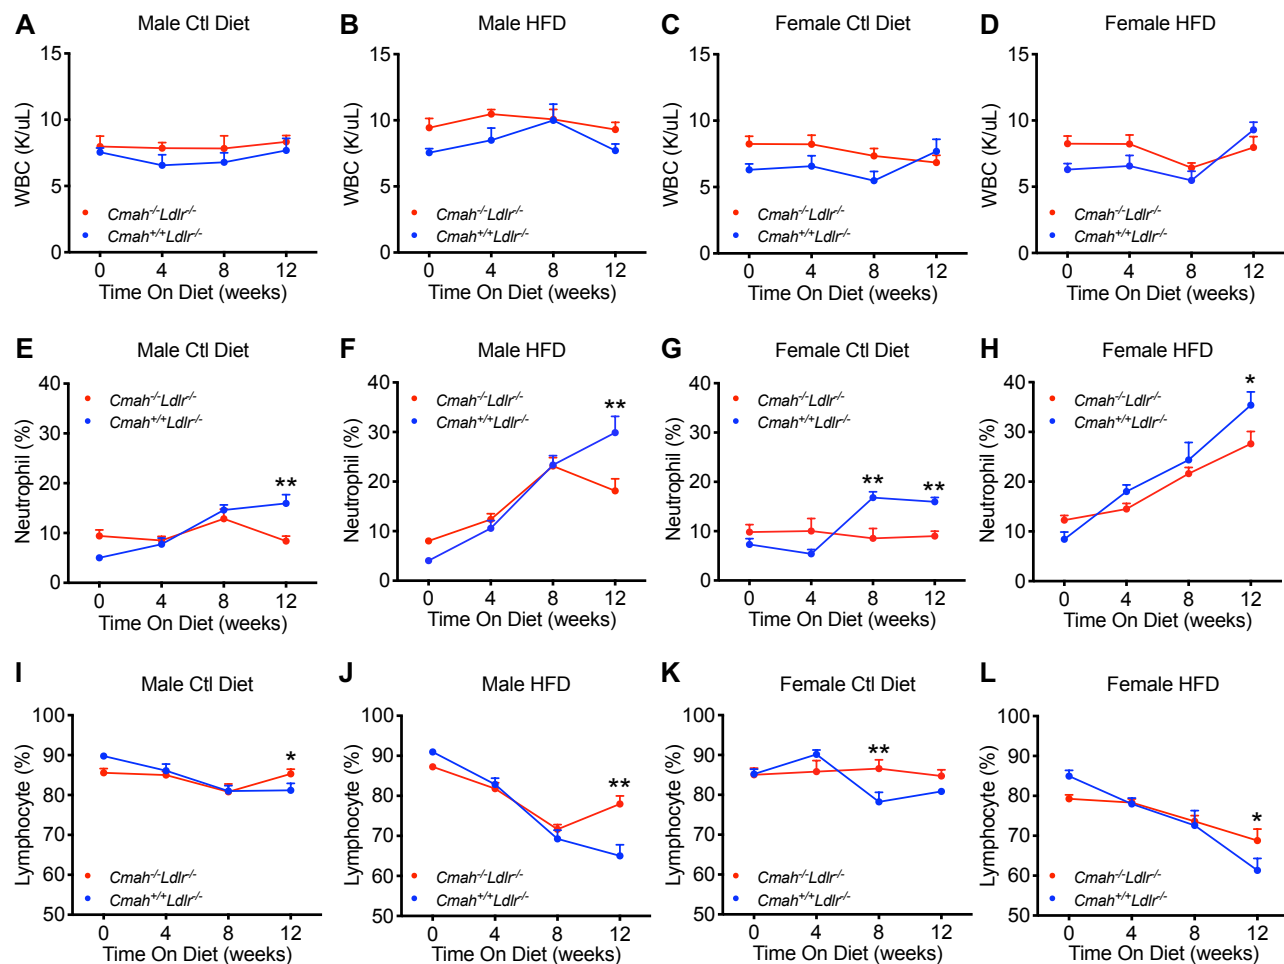 A Male Ctl Diet
WBC (K/uL)
15
10
5
0
Cmah-/-Ldlr-/-
Cmah+/+Ldlr-/-
0 4 8 12
Time On Diet (weeks)
B Male HFD
WBC (K/uL)
15
10
5
0
Cmah-/-Ldlr-/-
Cmah+/+Ldlr-/-
0 4 8 12
Time On Diet (weeks)
C Female Ctl Diet
WBC (K/uL)
15
10
5
0
Cmah-/-Ldlr-/-
Cmah+/+Ldlr-/-
0 4 8 12
Time On Diet (weeks)
D Female HFD
WBC (K/uL)
15
10
5
0
Cmah-/-Ldlr-/-
Cmah+/+Ldlr-/-
0 4 8 12
Time On Diet (weeks)
E Male Ctl Diet
Neutrophil (%)
40
30
20
10
0
Cmah-/-Ldlr-/-
Cmah+/+Ldlr-/-
**
0 4 8 12
Time On Diet (weeks)
F Male HFD
Neutrophil (%)
40
30
20
10
0
Cmah-/-Ldlr-/-
Cmah+/+Ldlr-/-
**
0 4 8 12
Time On Diet (weeks)
G Female Ctl Diet
Neutrophil (%)
40
30
20
10
0
Cmah-/-Ldlr-/-
Cmah+/+Ldlr-/-
** **
0 4 8 12
Time On Diet (weeks)
H Female HFD
Neutrophil (%)
40
30
20
10
0
Cmah-/-Ldlr-/-
Cmah+/+Ldlr-/-
*
0 4 8 12
Time On Diet (weeks)
I Male Ctl Diet
Lymphocyte (%)
100
90
80
70
60
50
*
Cmah-/-Ldlr-/-
Cmah+/+Ldlr-/-
0 4 8 12
Time On Diet (weeks)
J Male HFD
Lymphocyte (%)
100
90
80
70
60
50
**
Cmah-/-Ldlr-/-
Cmah+/+Ldlr-/-
0 4 8 12
Time On Diet (weeks)
K Female Ctl Diet
Lymphocyte (%)
100
90
80
70
60
50
**
Cmah-/-Ldlr-/-
Cmah+/+Ldlr-/-
0 4 8 12
Time On Diet (weeks)
L Female HFD
Lymphocyte (%)
100
90
80
70
60
50
*
Cmah-/-Ldlr-/-
Cmah+/+Ldlr-/-
0 4 8 12
Time On Diet (weeks)